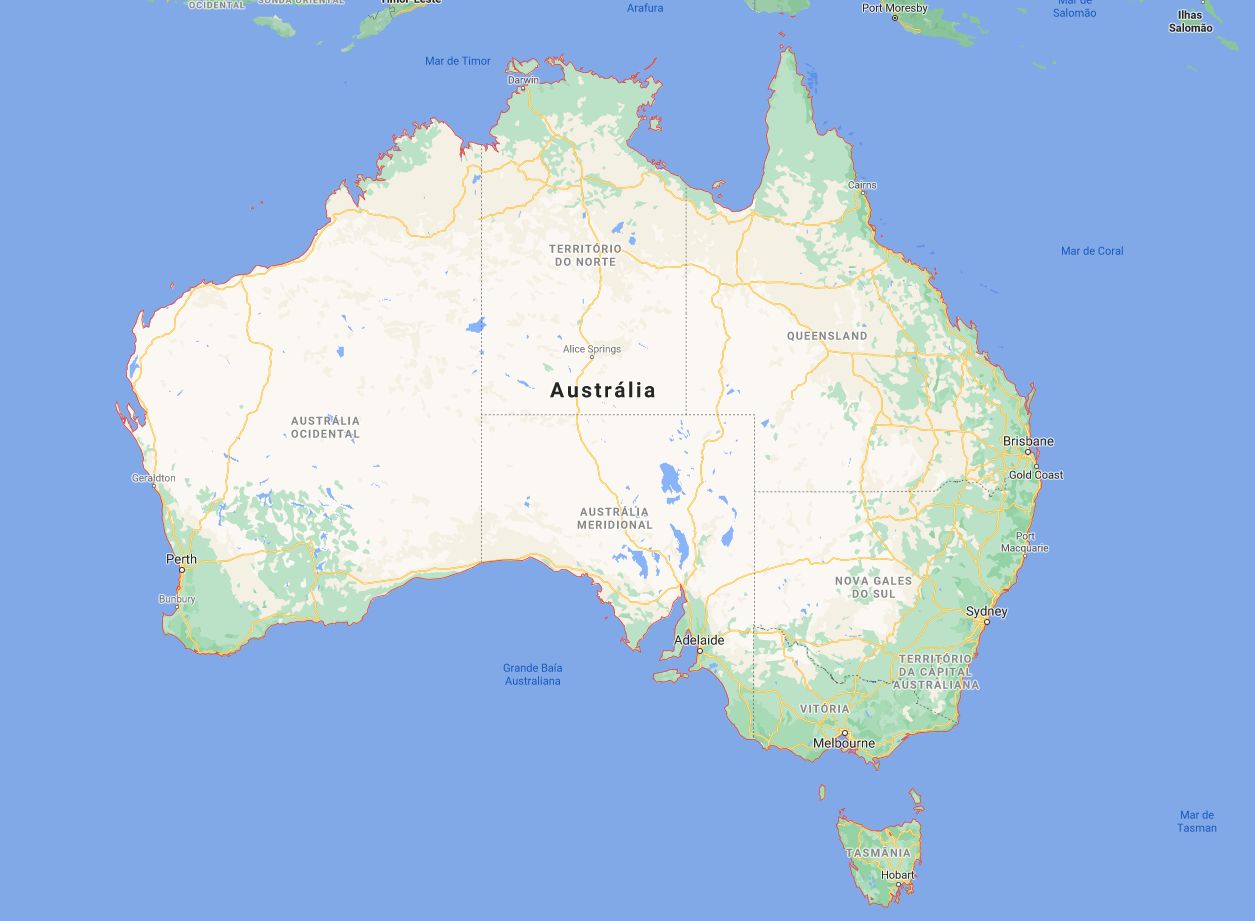 OCIDENTAL
SONDA ORIENTAL
Timor-Leste
Arafura
Port Moresby
Mar de
Salomão
Ilhas
Salomão
Mar de Timor
Darwin
Cairns
Mar de Coral
TERRITÓRIO
DO NORTE
QUEENSLAND
Alice Springs
Austrália
AUSTRÁLIA
OCIDENTAL
Brisbane
Gold Coast
Geraldton
AUSTRÁLIA
MERIDIONAL
Port
Macquarie
Perth
NOVA GALES
DO SUL
Bunbury
Sydney
Adelaide
TERRITÓRIO
DA CAPITAL
AUSTRALIANA
Grande Baía
Australiana
VITÓRIA
Melbourne
Mar de
Tasman
TASMÂNIA
Hobart